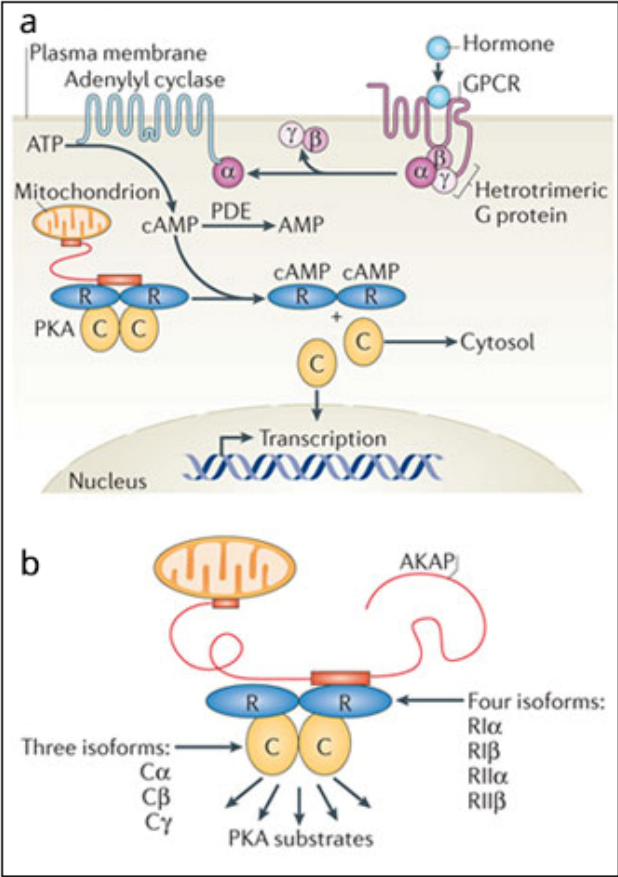 a
Plasma membrane
Adenylyl cyclase
Hormone
GPCR
ATP
γ β
α
α β γ
Hetrotrimeric
G protein
Mitochondrion
cAMP PDE AMP
cAMP cAMP
R R
R R
+
PKA C C
C
C
Cytosol
Transcription
Nucleus
b
AKAP
R R
Four isoforms:
RIα
RIβ
RIIα
RIIβ
C C
Three isoforms:
Cα
Cβ
Cγ
PKA substrates